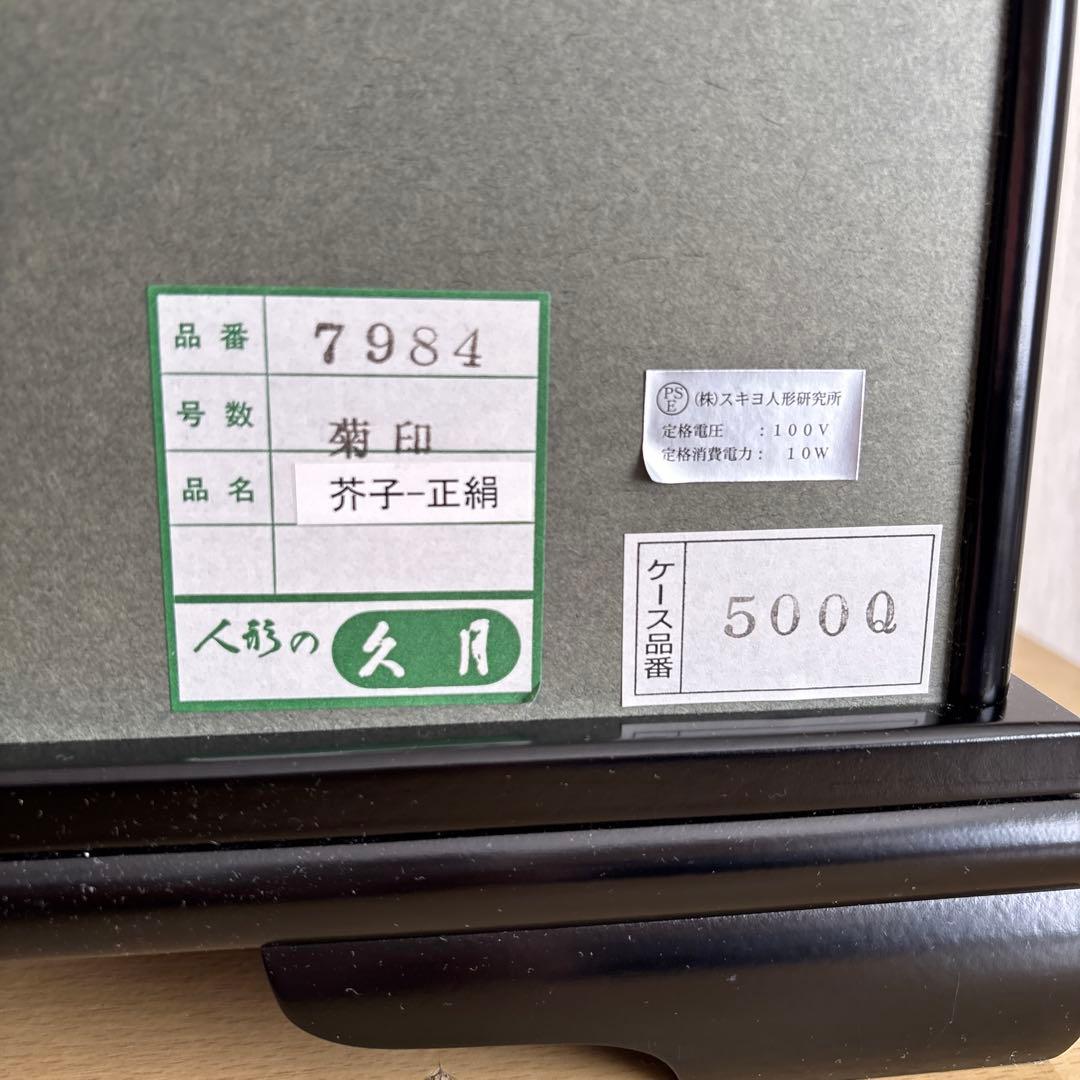 品番 7984
号数 菊印
品名 芥子-正絹
人形の久月
PSE (株)スキヨ人形研究所
定格電圧 :100V
定格消費電力: 10W
ケース品番 500Q